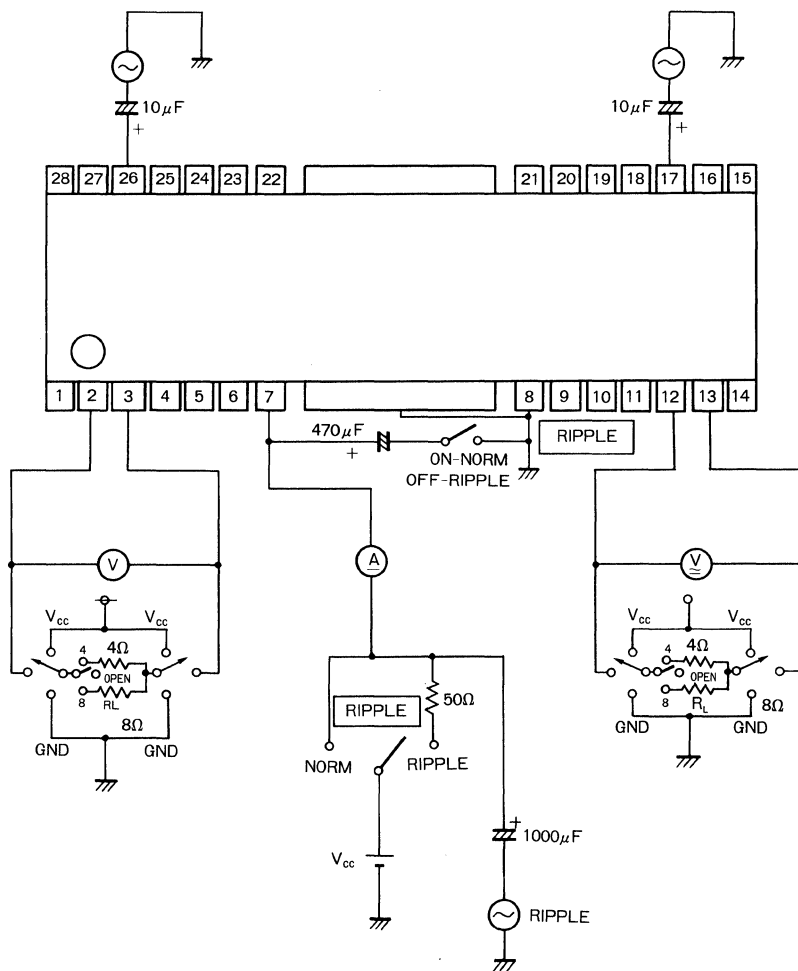 10μF
+
10μF
+
28 27 26 25 24 23 22 21 20 19 18 17 16 15
1 2 3 4 5 6 7 8 9 10 11 12 13 14
470μF
+
RIPPLE
ON-NORM
OFF-RIPPLE
V
A
V
Vcc Vcc
4 4Ω
OPEN
8 RL
8Ω
GND GND
Vcc Vcc
4 4Ω
OPEN
8 RL
8Ω
GND GND
RIPPLE
50Ω
NORM RIPPLE
Vcc
+
1000μF
RIPPLE